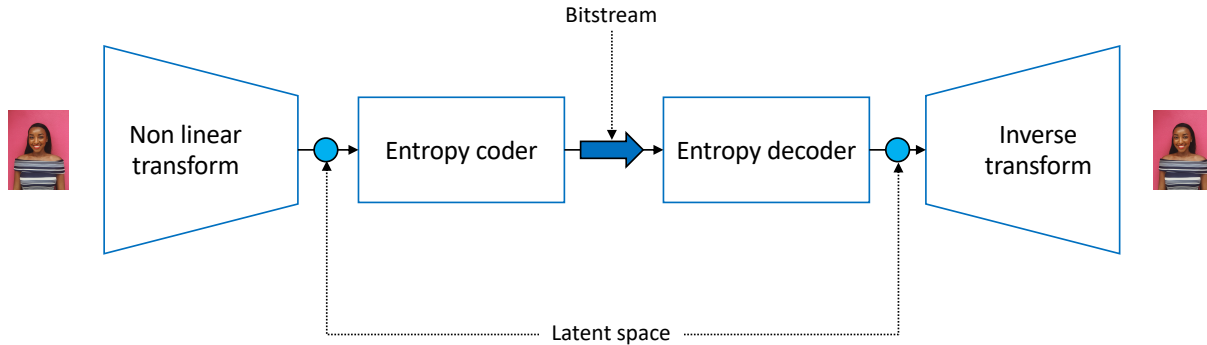 Bitstream
Non linear
transform
Entropy coder
Entropy decoder
Inverse
transform
Latent space